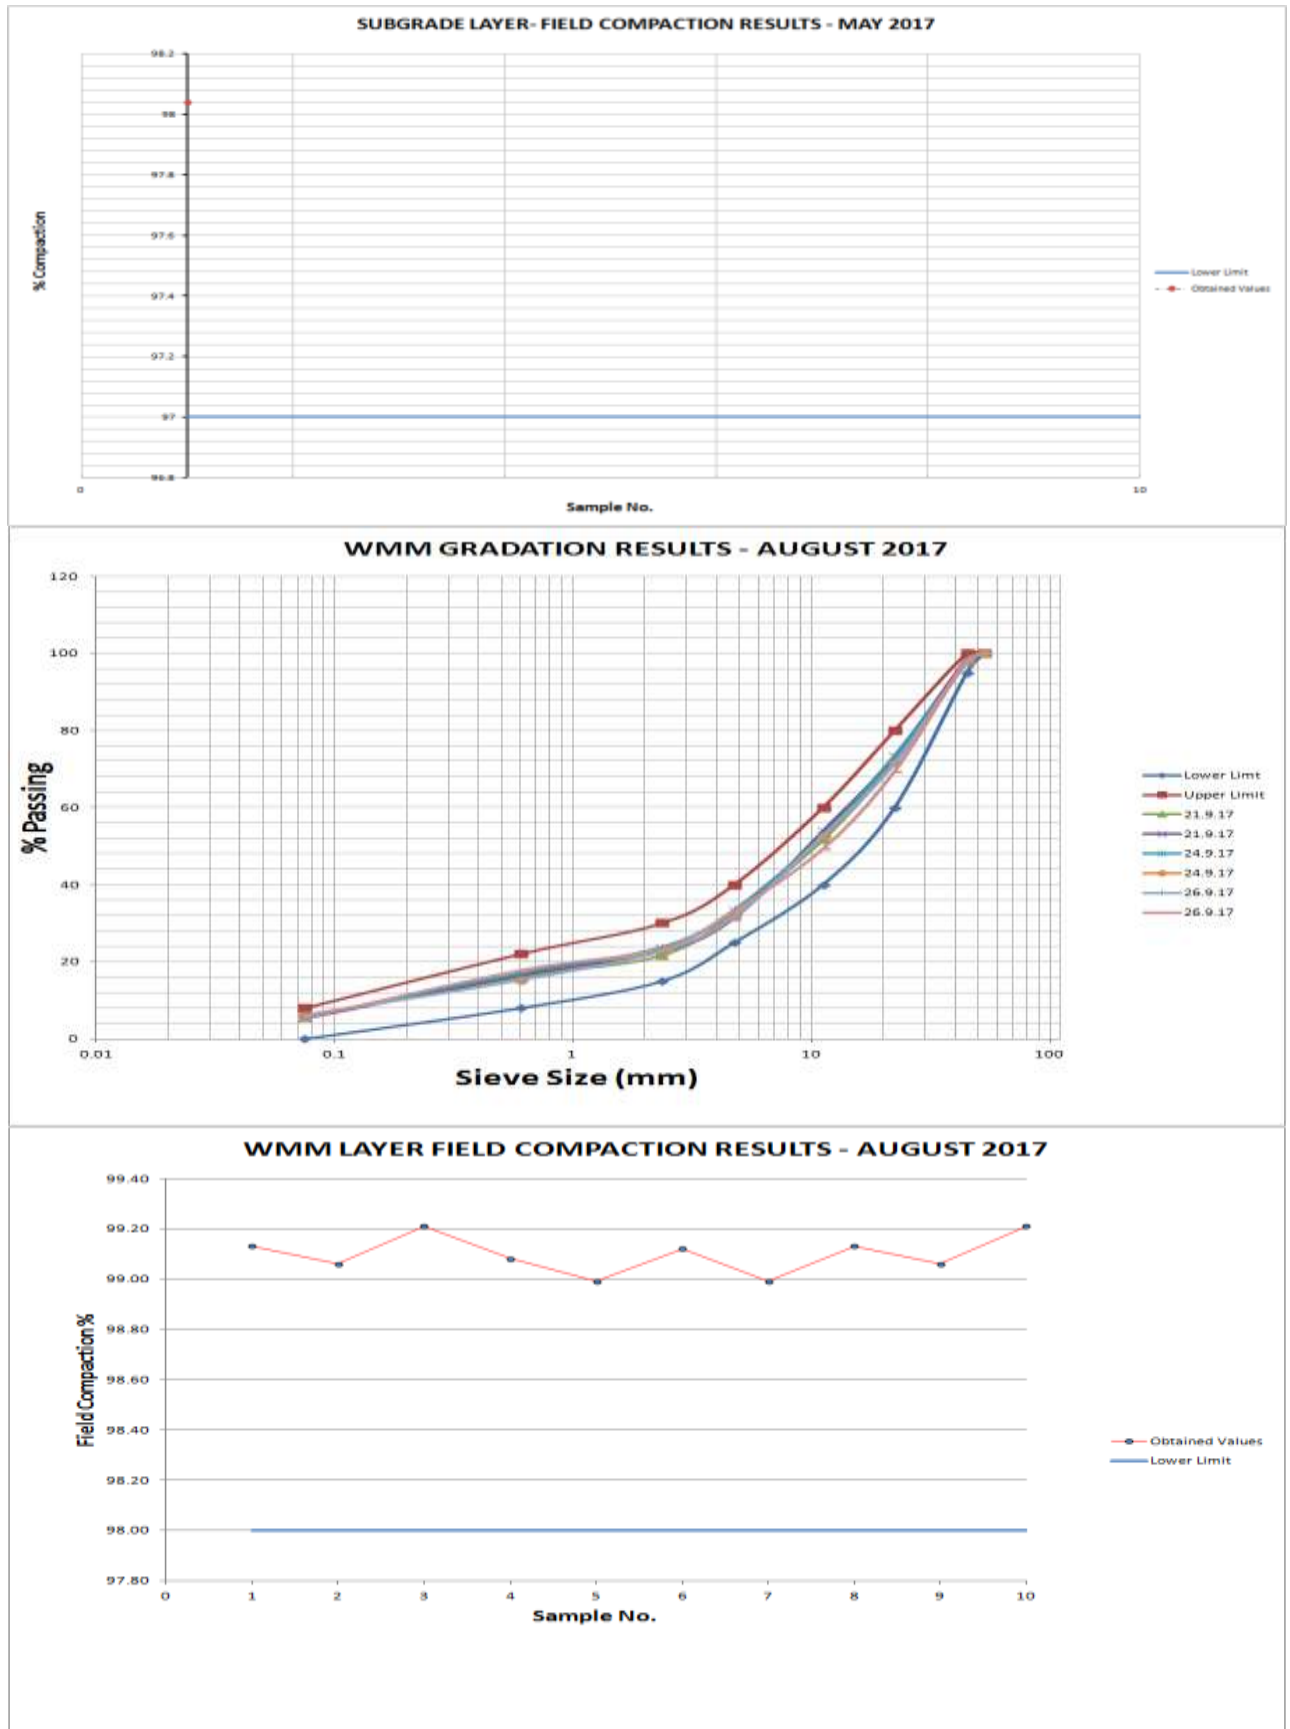 SUBGRADE LAYER- FIELD COMPACTION RESULTS - MAY 2017
98.2
98
97.8
97.6
97.4
97.2
97
96.8
% Compaction
0
10
Sample No.
Lower Limit
Obtained Values
WMM GRADATION RESULTS - AUGUST 2017
120
100
80
60
40
20
0
% Passing
0.01
0.1
1
10
100
Sieve Size (mm)
Lower Limt
Upper Limit
21.9.17
21.9.17
24.9.17
24.9.17
26.9.17
26.9.17
WMM LAYER FIELD COMPACTION RESULTS - AUGUST 2017
99.40
99.20
99.00
98.80
98.60
98.40
98.20
98.00
97.80
Field Compaction %
0 1 2 3 4 5 6 7 8 9 10
Sample No.
Obtained Values
Lower Limit